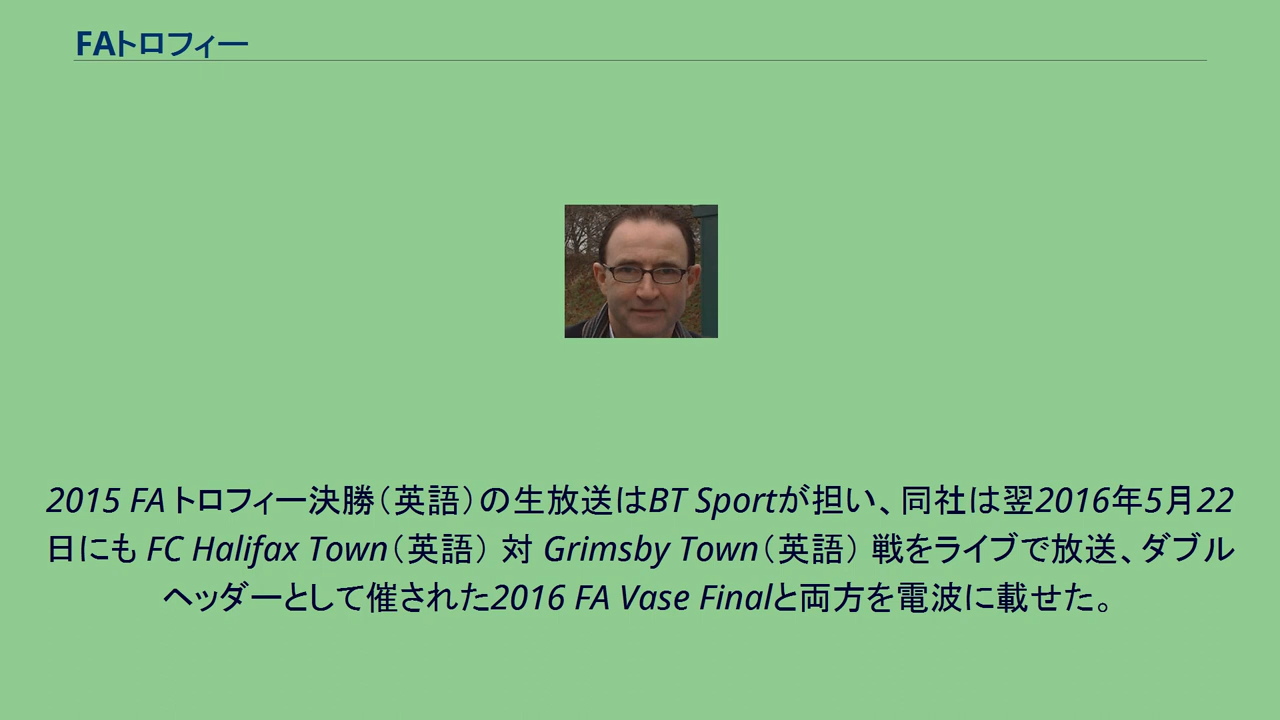 FAトロフィー
2015 FA トロフィー決勝（英語）の生放送はBT Sportが担い、同社は翌2016年5月22
日にも FC Halifax Town（英語） 対 Grimsby Town（英語） 戦をライブで放送、ダブル
ヘッダーとして催された2016 FA Vase Finalと両方を電波に載せた。